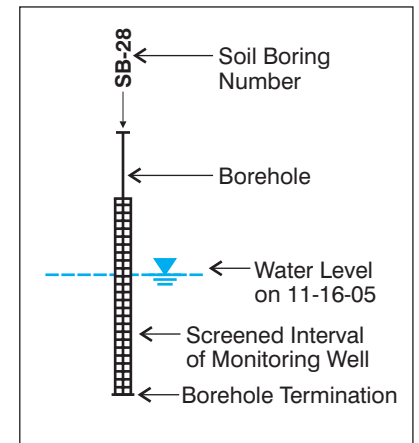 SB-28
Soil Boring
Number
Borehole
Water Level
on 11-16-05
Screened Interval
of Monitoring Well
Borehole Termination